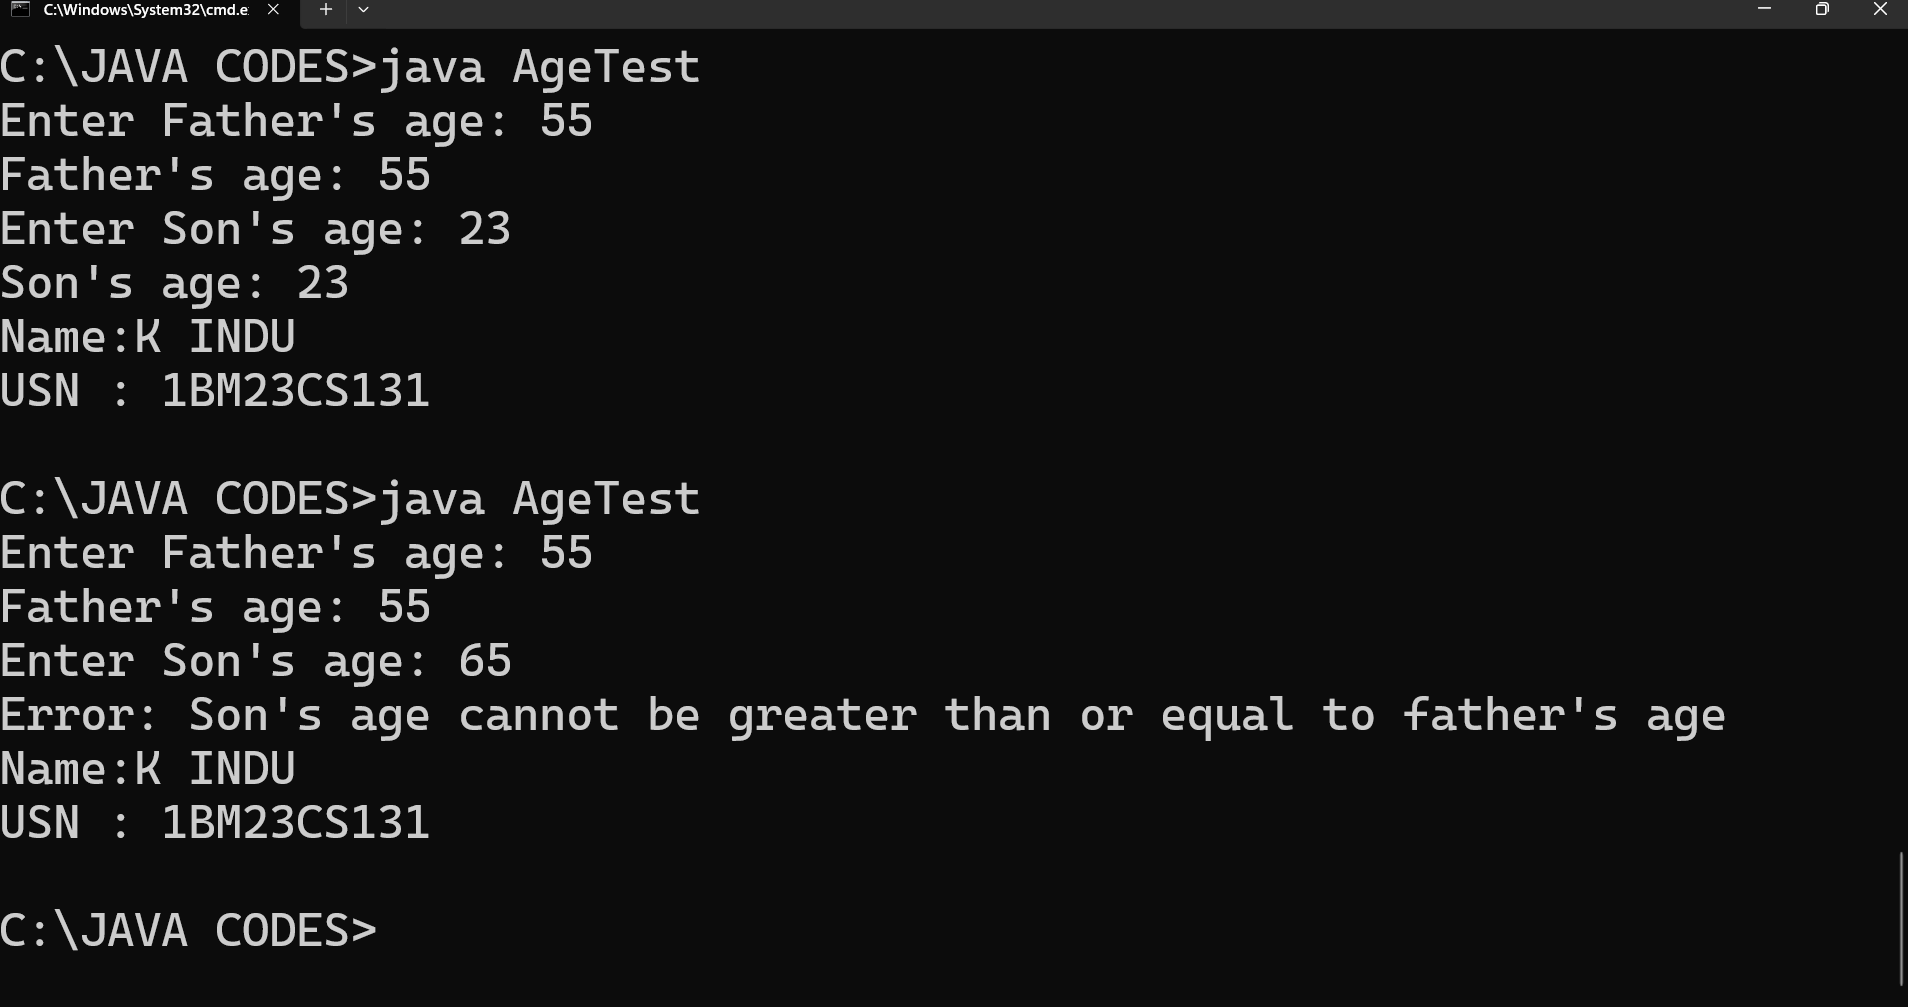 C:\Windows\System32\cmd.e
C:\JAVA CODES>java AgeTest
Enter Father's age: 55
Father's age: 55
Enter Son's age: 23
Son's age: 23
Name:K INDU
USN : 1BM23CS131
C:\JAVA CODES>java AgeTest
Enter Father's age: 55
Father's age: 55
Enter Son's age: 65
Error: Son's age cannot be greater than or equal to father's age
Name:K INDU
USN : 1BM23CS131
C:\JAVA CODES>